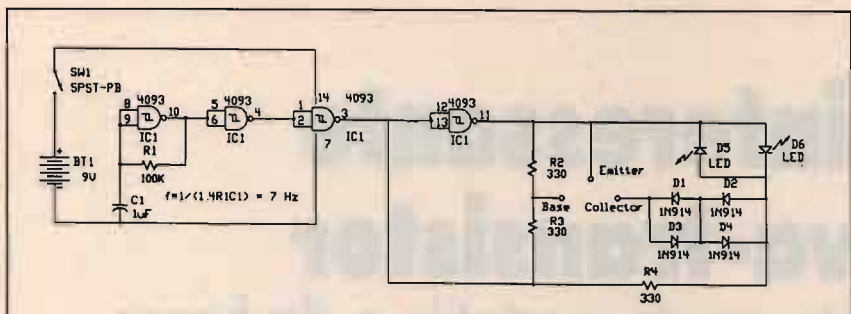 SW1
SPST-PB
BT1
9V
8
9
4093
10
IC1
R1
100K
C1
1uF
f=1/(1.4R1C1) = 7 Hz
5
6
4093
4
IC1
1
2
14
4093
3
IC1
7
12
13
4093
11
IC1
R2
330
Emitter
Base
Collector
R3
330
D5
LED
D6
LED
D1
1N914
D2
1N914
D3
1N914
D4
1N914
R4
330